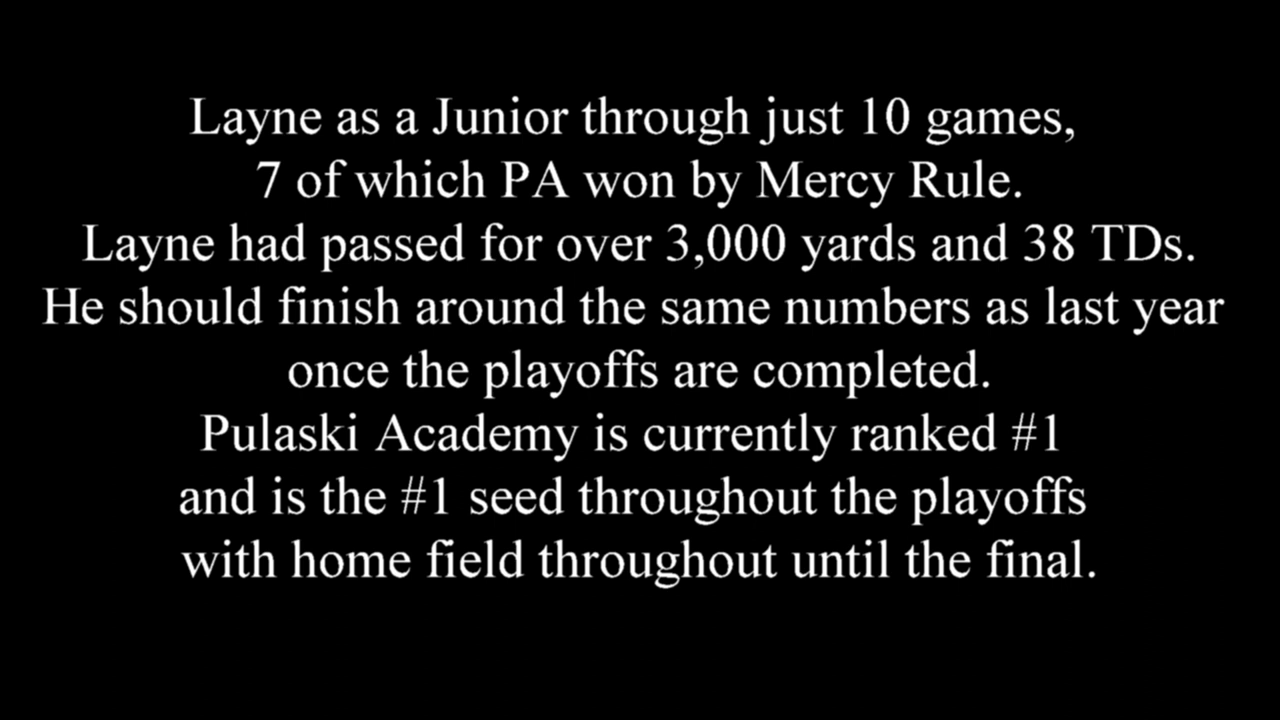 Layne as a Junior through just 10 games,
7 of which PA won by Mercy Rule.
Layne had passed for over 3,000 yards and 38 TDs.
He should finish around the same numbers as last year
once the playoffs are completed.
Pulaski Academy is currently ranked #1
and is the #1 seed throughout the playoffs
with home field throughout until the final.